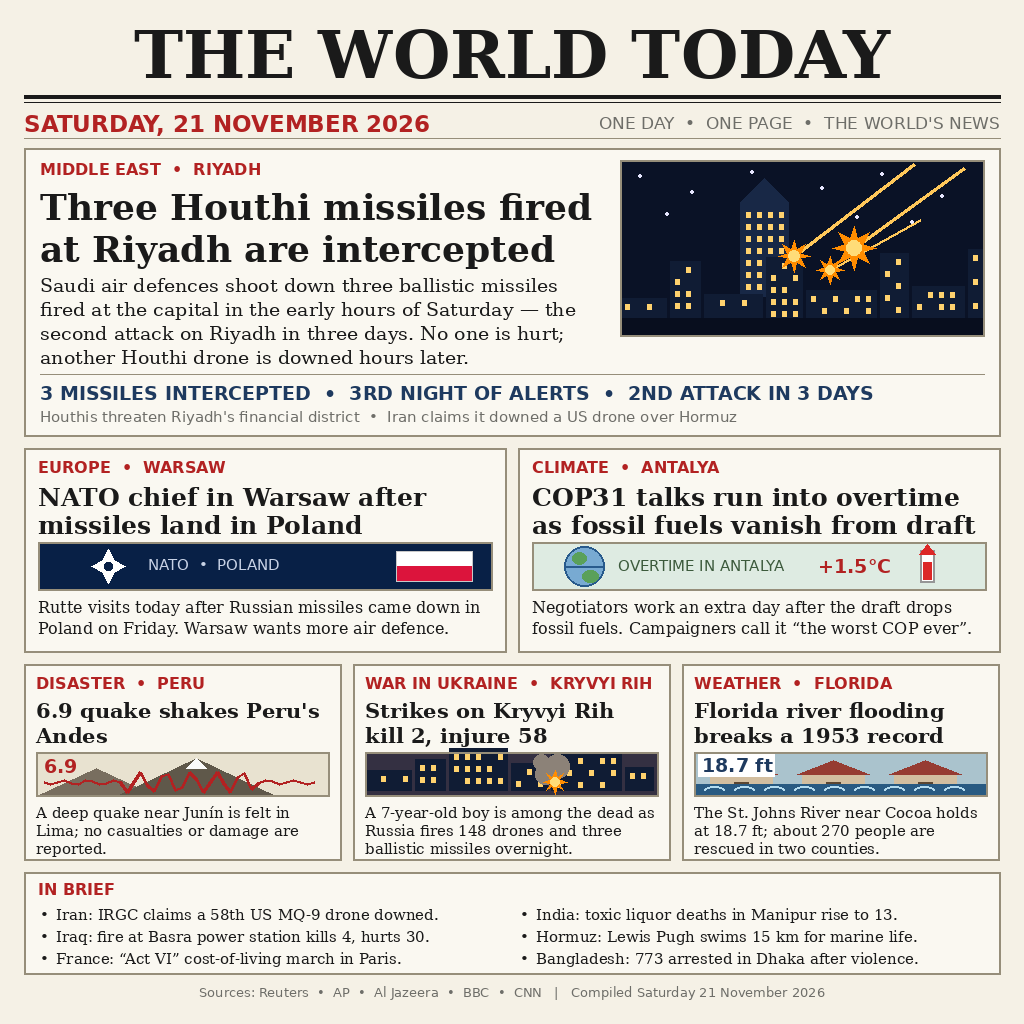 THE WORLD TODAY
SATURDAY, 21 NOVEMBER 2026
ONE DAY • ONE PAGE • THE WORLD'S NEWS
MIDDLE EAST • RIYADH
Three Houthi missiles fired
at Riyadh are intercepted
Saudi air defences shoot down three ballistic missiles
fired at the capital in the early hours of Saturday — the
second attack on Riyadh in three days. No one is hurt;
another Houthi drone is downed hours later.
3 MISSILES INTERCEPTED • 3RD NIGHT OF ALERTS • 2ND ATTACK IN 3 DAYS
Houthis threaten Riyadh's financial district • Iran claims it downed a US drone over Hormuz
EUROPE • WARSAW
NATO chief in Warsaw after
missiles land in Poland
NATO • POLAND
Rutte visits today after Russian missiles came down in
Poland on Friday. Warsaw wants more air defence.
CLIMATE • ANTALYA
COP31 talks run into overtime
as fossil fuels vanish from draft
OVERTIME IN ANTALYA
+1.5°C
Negotiators work an extra day after the draft drops
fossil fuels. Campaigners call it “the worst COP ever”.
DISASTER • PERU
6.9 quake shakes Peru's
Andes
6.9
A deep quake near Junín is felt in
Lima; no casualties or damage are
reported.
WAR IN UKRAINE • KRYVYI RIH
Strikes on Kryvyi Rih
kill 2, injure 58
A 7-year-old boy is among the dead as
Russia fires 148 drones and three
ballistic missiles overnight.
WEATHER • FLORIDA
Florida river flooding
breaks a 1953 record
18.7 ft
The St. Johns River near Cocoa holds
at 18.7 ft; about 270 people are
rescued in two counties.
IN BRIEF
• Iran: IRGC claims a 58th US MQ-9 drone downed.
• Iraq: fire at Basra power station kills 4, hurts 30.
• France: “Act VI” cost-of-living march in Paris.
• India: toxic liquor deaths in Manipur rise to 13.
• Hormuz: Lewis Pugh swims 15 km for marine life.
• Bangladesh: 773 arrested in Dhaka after violence.
Sources: Reuters • AP • Al Jazeera • BBC • CNN | Compiled Saturday 21 November 2026